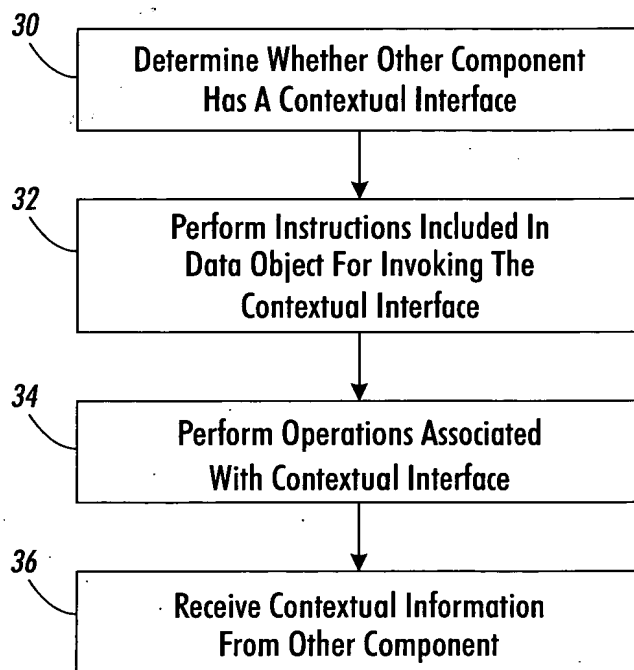 30
Determine Whether Other Component
Has A Contextual Interface
32
Perform Instructions Included In
Data Object For Invoking The
Contextual Interface
34
Perform Operations Associated
With Contextual Interface
36
Receive Contextual Information
From Other Component